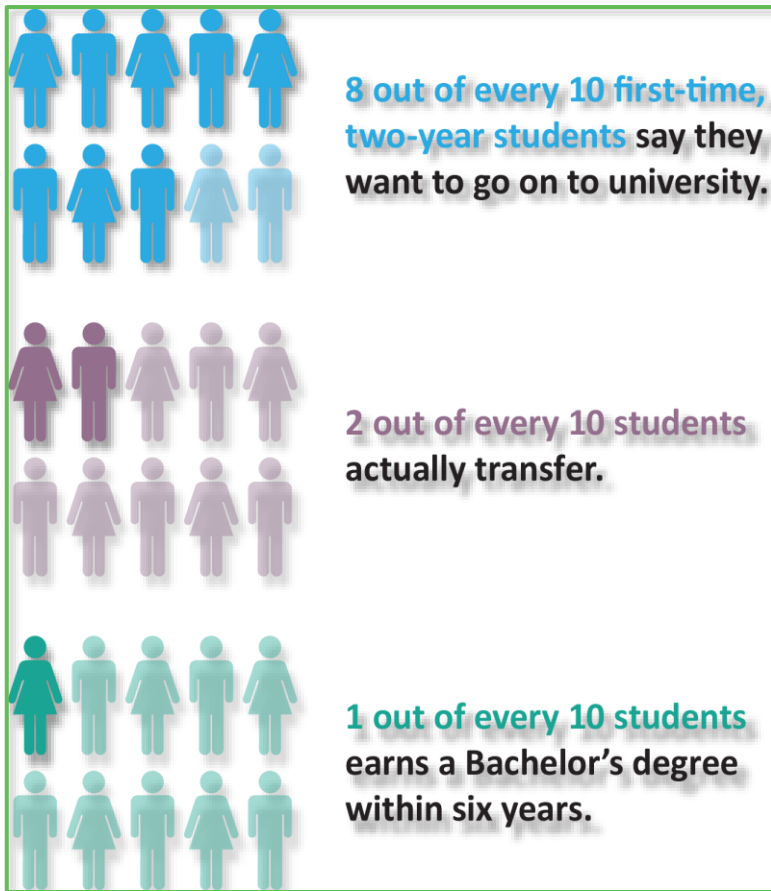 8 out of every 10 first-time,
two-year students say they
want to go on to university.
2 out of every 10 students
actually transfer.
1 out of every 10 students
earns a Bachelor’s degree
within six years.